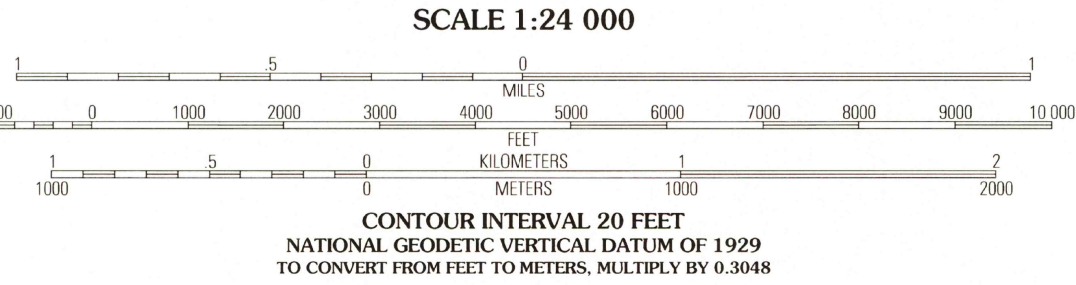 SCALE 1:24 000
1 .5 0 1
MILES
0 1000 2000 3000 4000 5000 6000 7000 8000 9000 10 000
FEET
1 .5 0 KILOMETERS 1 2
1000 0 METERS 1000 2000
CONTOUR INTERVAL 20 FEET
NATIONAL GEODETIC VERTICAL DATUM OF 1929
TO CONVERT FROM FEET TO METERS, MULTIPLY BY 0.3048